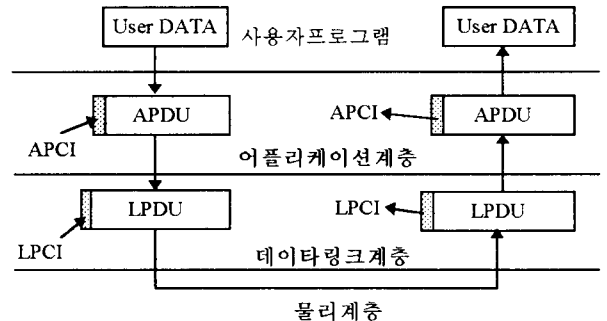 User DATA
사용자프로그램
User DATA
APDU
APCI
APCI
APDU
어플리케이션계층
LPDU
LPCI
LPCI
LPDU
데이타링크계층
물리계층